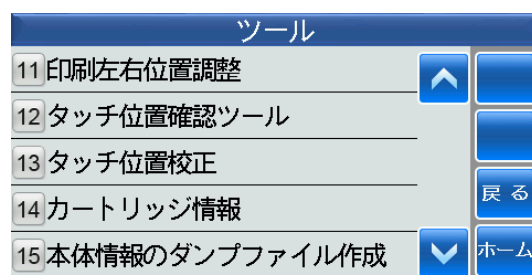 ツール
11 印刷左右位置調整
12 タッチ位置確認ツール
13 タッチ位置校正
14 カートリッジ情報
15 本体情報のダンプファイル作成
戻る
ホーム